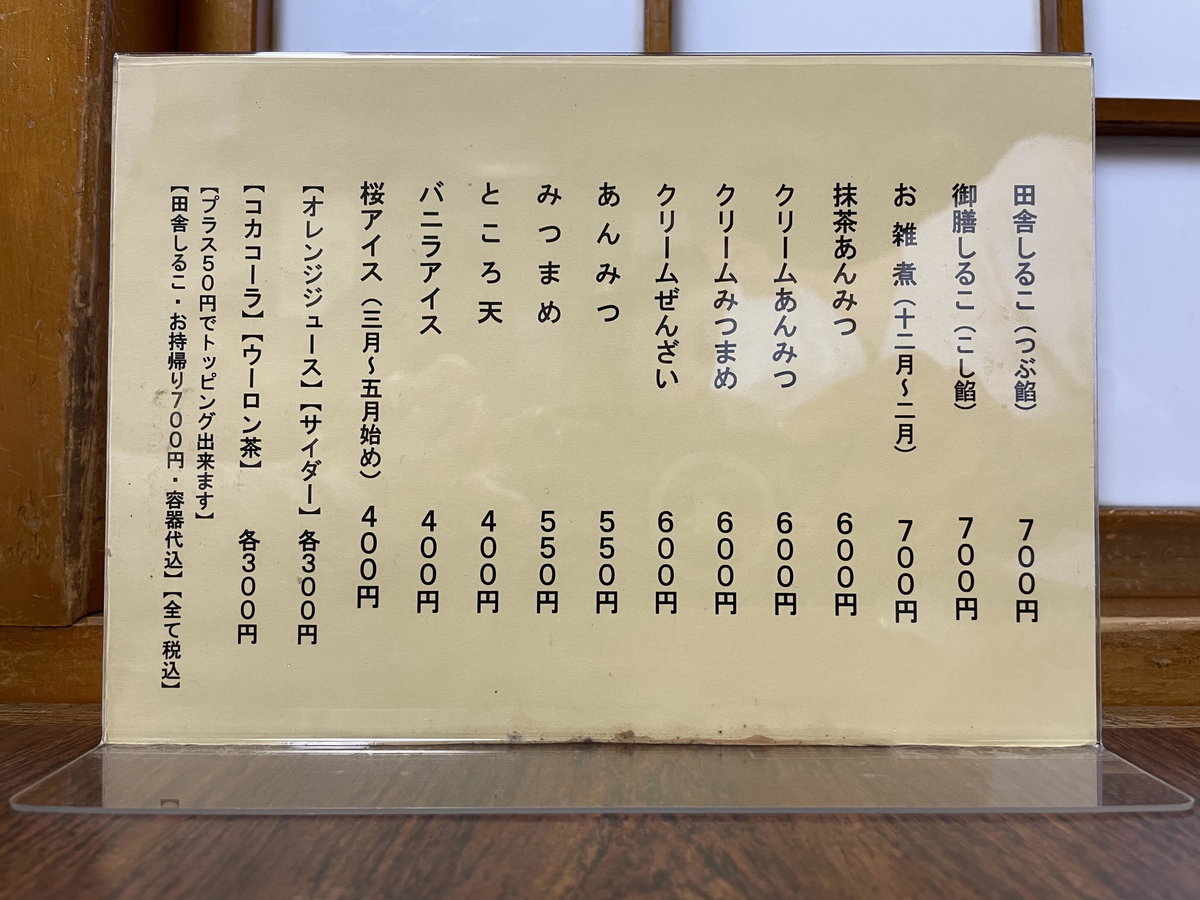 田舎しるこ（つぶ餡）　７００円
御膳しるこ（こし餡）　７００円
お雑煮（十二月〜二月）　７００円
抹茶あんみつ　６００円
クリームあんみつ　６００円
クリームみつまめ　６００円
クリームぜんざい　６００円
あんみつ　５５０円
みつまめ　５５０円
ところ天　４００円
バニラアイス　４００円
桜アイス（三月〜五月始め）　４００円
【オレンジジュース】【サイダー】各３００円
【コカコーラ】【ウーロン茶】　各３００円
【プラス５０円でトッピング出来ます】
【田舎しるこ・お持帰り７００円・容器代込】【全て税込】